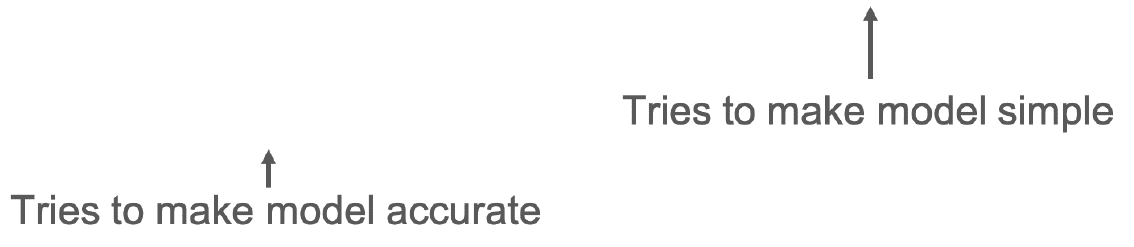 Tries to make model simple
Tries to make model accurate